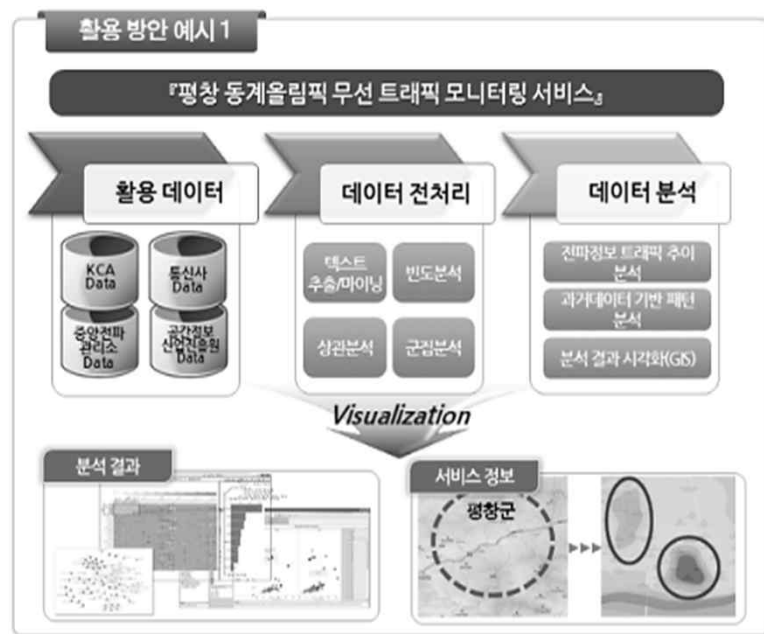 활용 방안 예시 1
『평창 동계올림픽 무선 트래픽 모니터링 서비스』
활용 데이터
KCA
Data
통신사
Data
중앙전파
관리소
Data
공간정보
산업진흥원
Data
데이터 전처리
텍스트
추출/마이닝
빈도분석
상관분석
군집분석
데이터 분석
전파정보 트래픽 추이
분석
과거데이터 기반 패턴
분석
분석 결과 시각화(GIS)
Visualization
분석 결과
서비스 정보
평창군